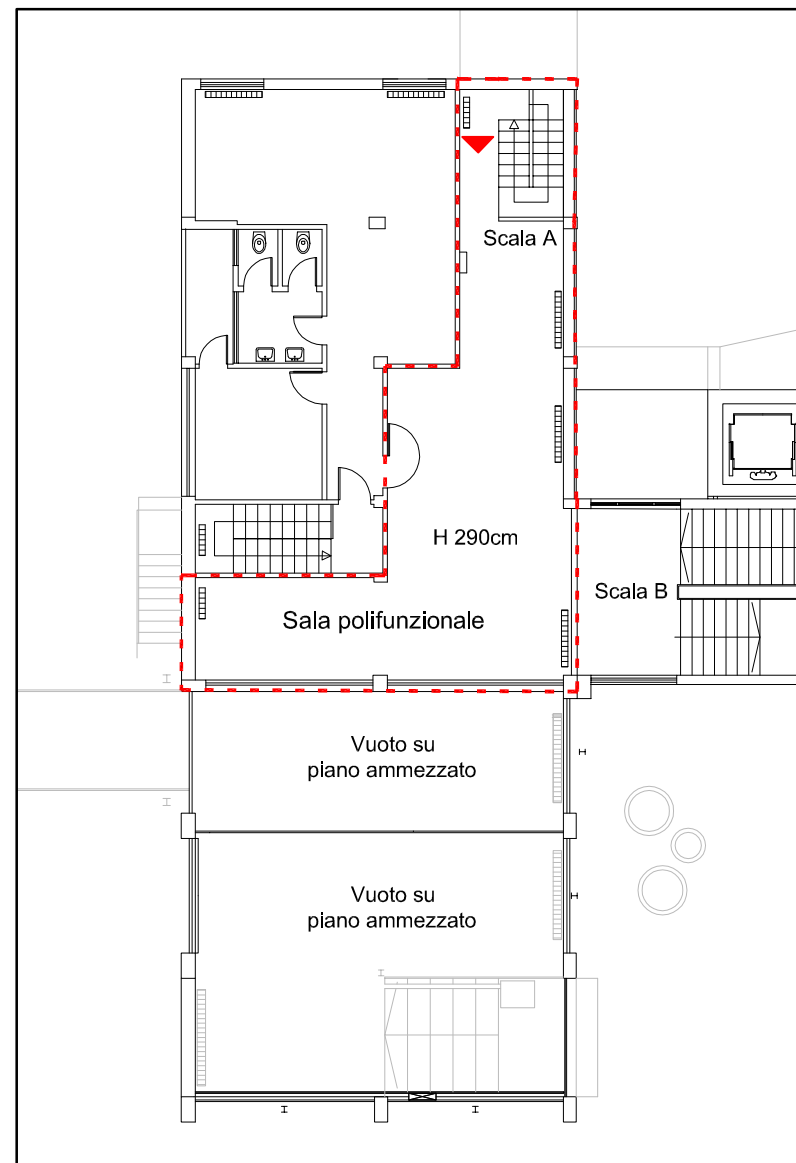 Scala A
H 290cm
Scala B
Sala polifunzionale
Vuoto su
piano ammezzato
Vuoto su
piano ammezzato